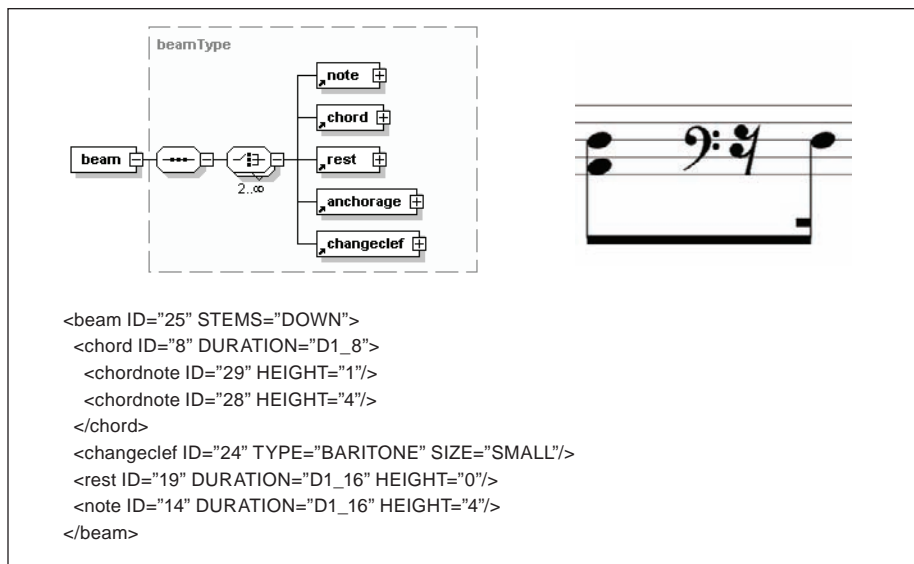 beamType
note
chord
beam
rest
2..∞
anchorage
changeclef
<beam ID=”25” STEMS=”DOWN”>
<chord ID=”8” DURATION=”D1_8”>
<chordnote ID=”29” HEIGHT=”1”/>
<chordnote ID=”28” HEIGHT=”4”/>
</chord>
<changeclef ID=”24” TYPE=”BARITONE” SIZE=”SMALL”/>
<rest ID=”19” DURATION=”D1_16” HEIGHT=”0”/>
<note ID=”14” DURATION=”D1_16” HEIGHT=”4”/>
</beam>